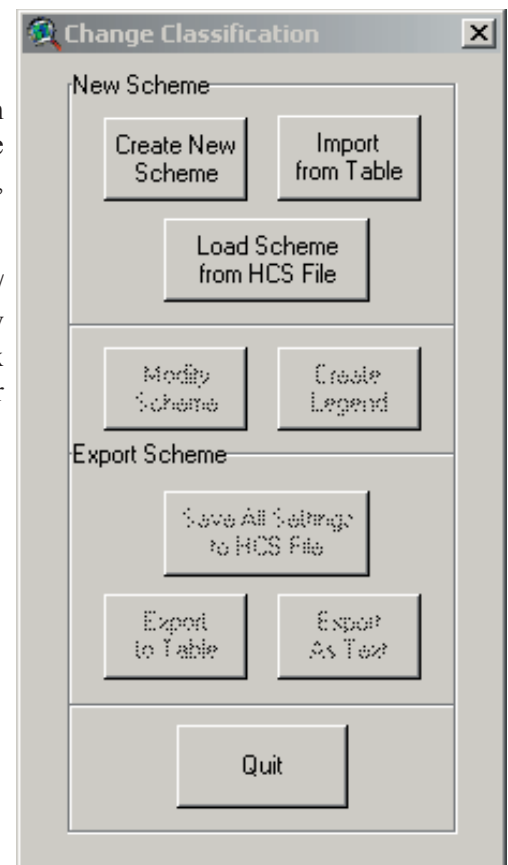 Change Classification
New Scheme
Create New
Scheme
Import
from Table
Load Scheme
from HCS File
Modify
Scheme
Create
Legend
Export Scheme
Save All Settings
to HCS File
Export
to Table
Export
As Text
Quit